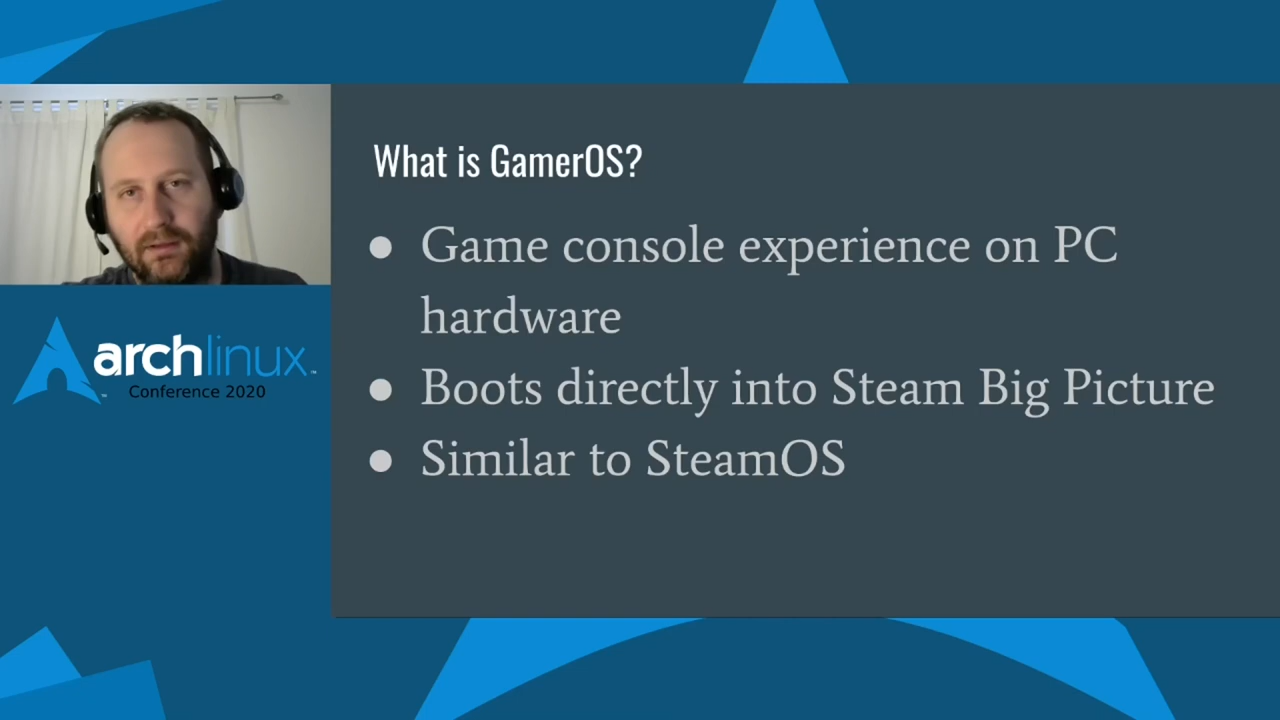 What is GamerOS?
● Game console experience on PC
hardware
● Boots directly into Steam Big Picture
● Similar to SteamOS
archlinux™
Conference 2020